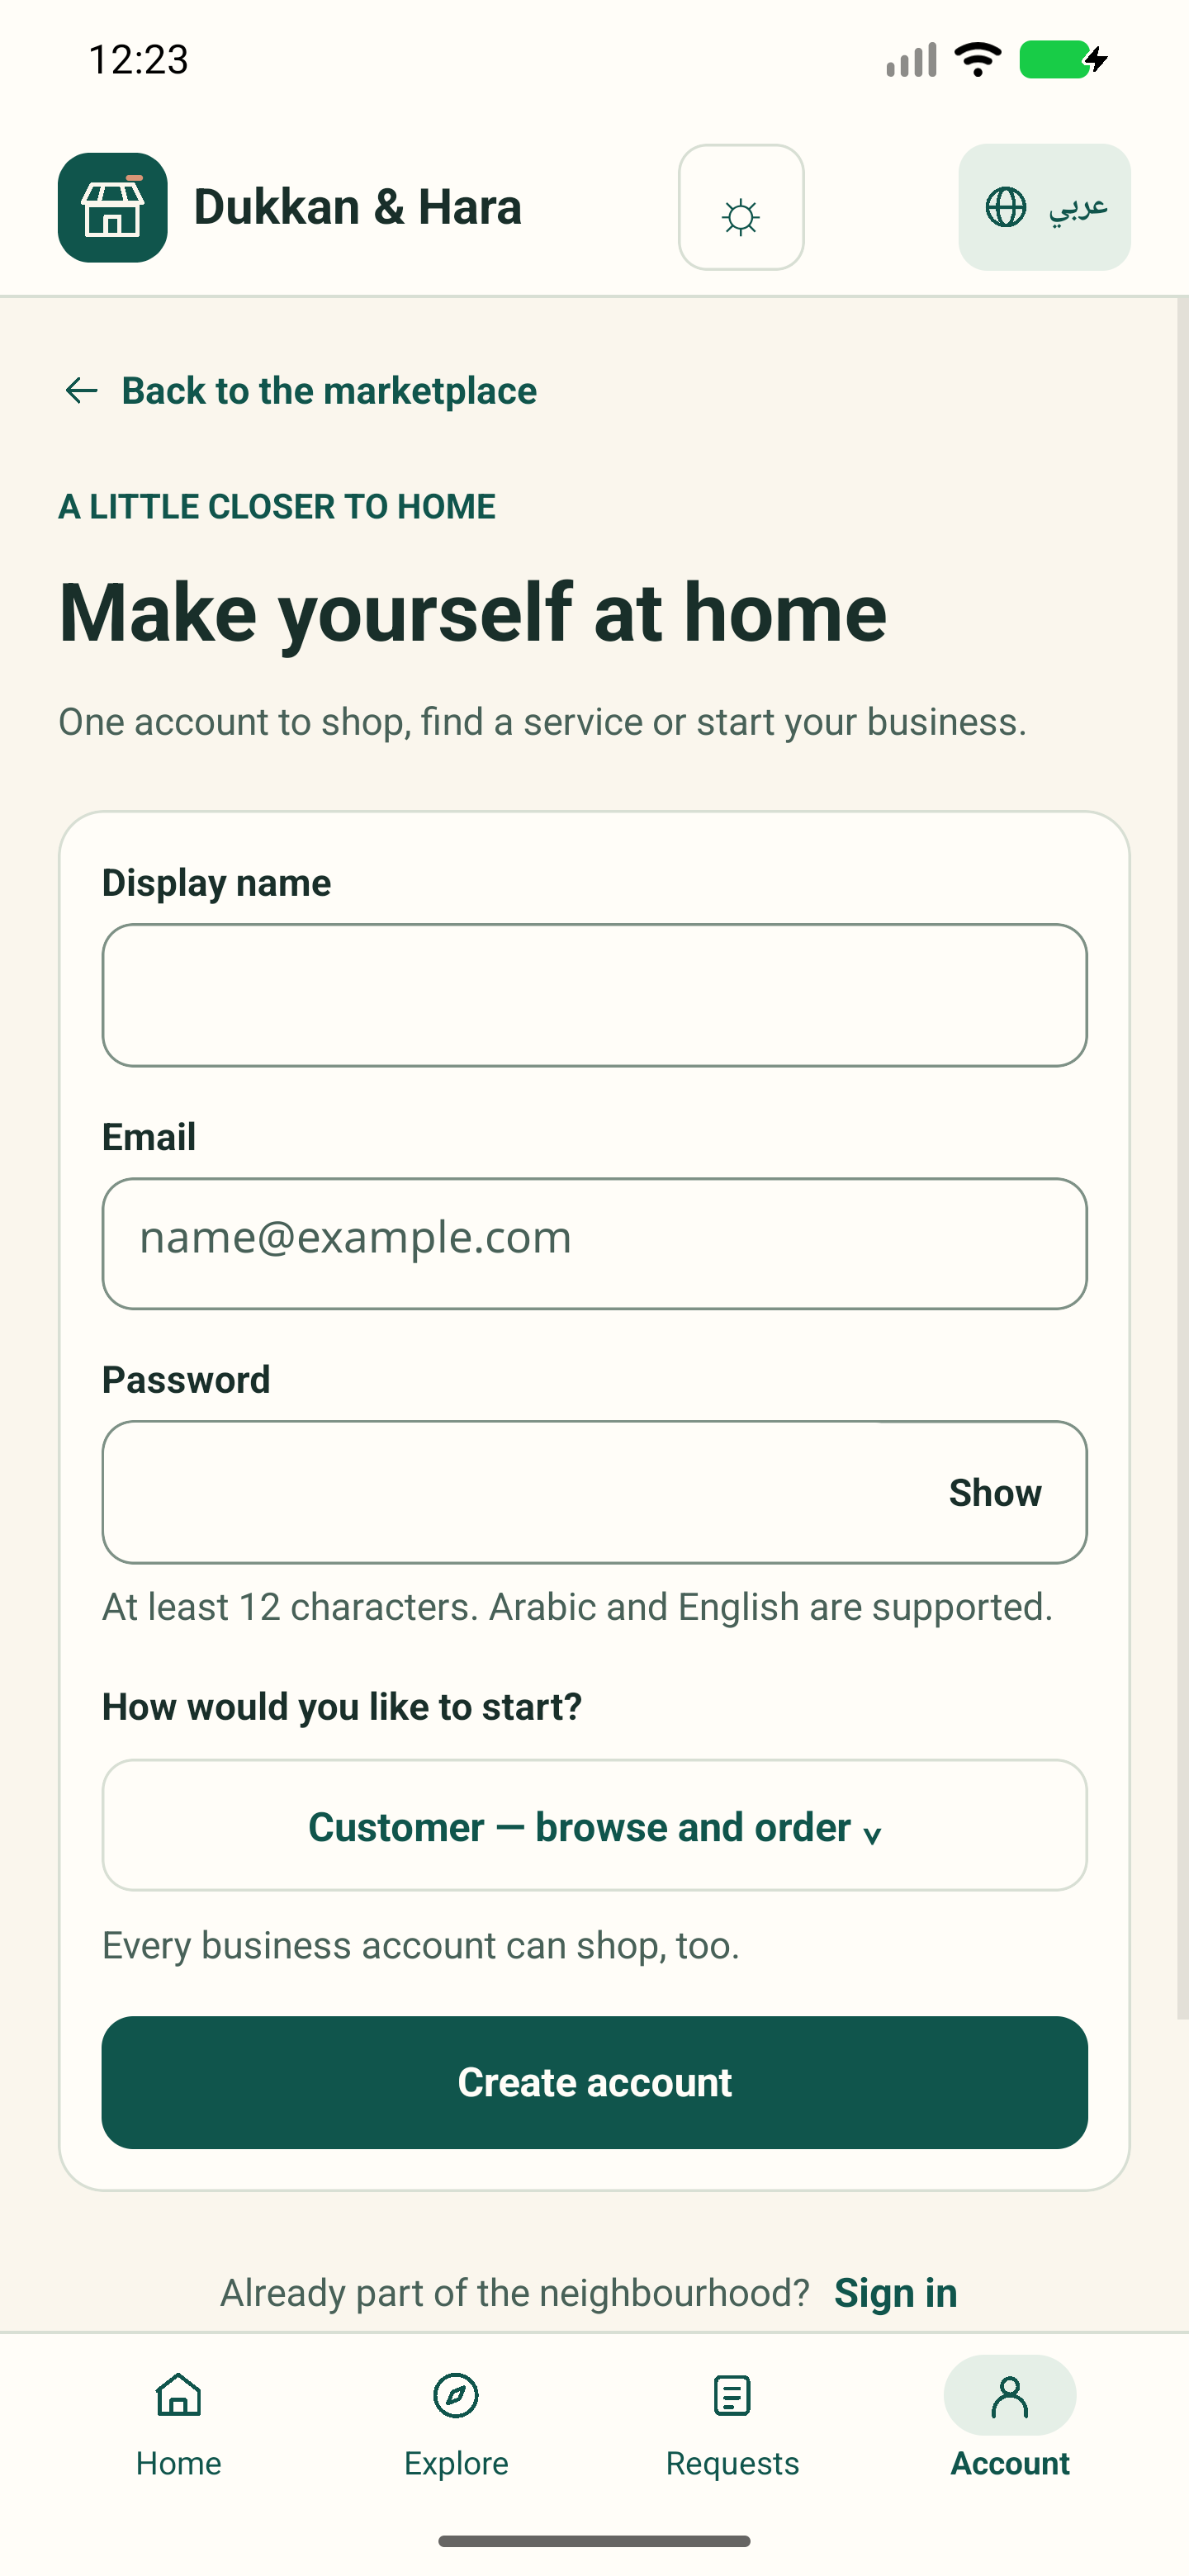 12:23
Dukkan & Hara
عربي
Back to the marketplace
A LITTLE CLOSER TO HOME
Make yourself at home
One account to shop, find a service or start your business.
Display name
Email
name@example.com
Password
Show
At least 12 characters. Arabic and English are supported.
How would you like to start?
Customer — browse and order
Every business account can shop, too.
Create account
Already part of the neighbourhood? Sign in
Home
Explore
Requests
Account